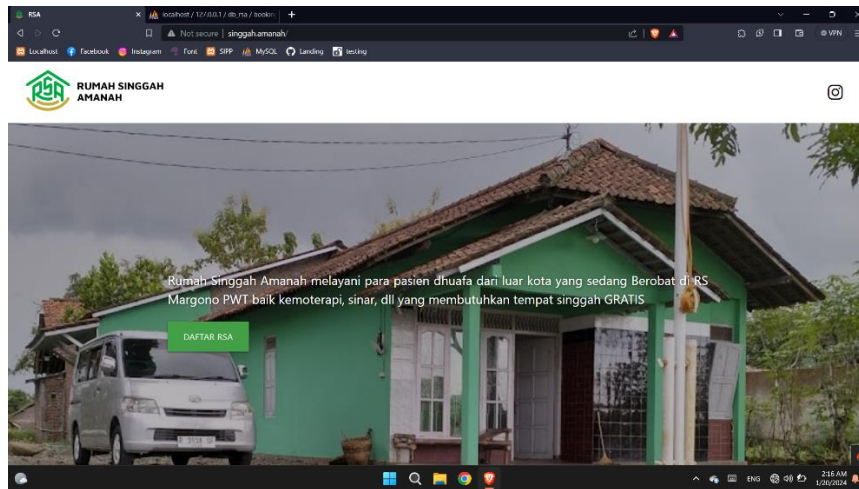 RSA
localhost / 127.0.0.1 / db_rsa / bookin
Not secure
singgah.amanah/
VPN
Localhost
Facebook
Instagram
Font
SIPP
MySQL
Landing
testing
RSA
RUMAH SINGGAH
AMANAH
Rumah Singgah Amanah melayani para pasien dhuafa dari luar kota yang sedang Berobat di RS
Margono PWT baik kemoterapi, sinar, dll yang membutuhkan tempat singgah GRATIS
DAFTAR RSA
ENG
2:16 AM
1/20/2024